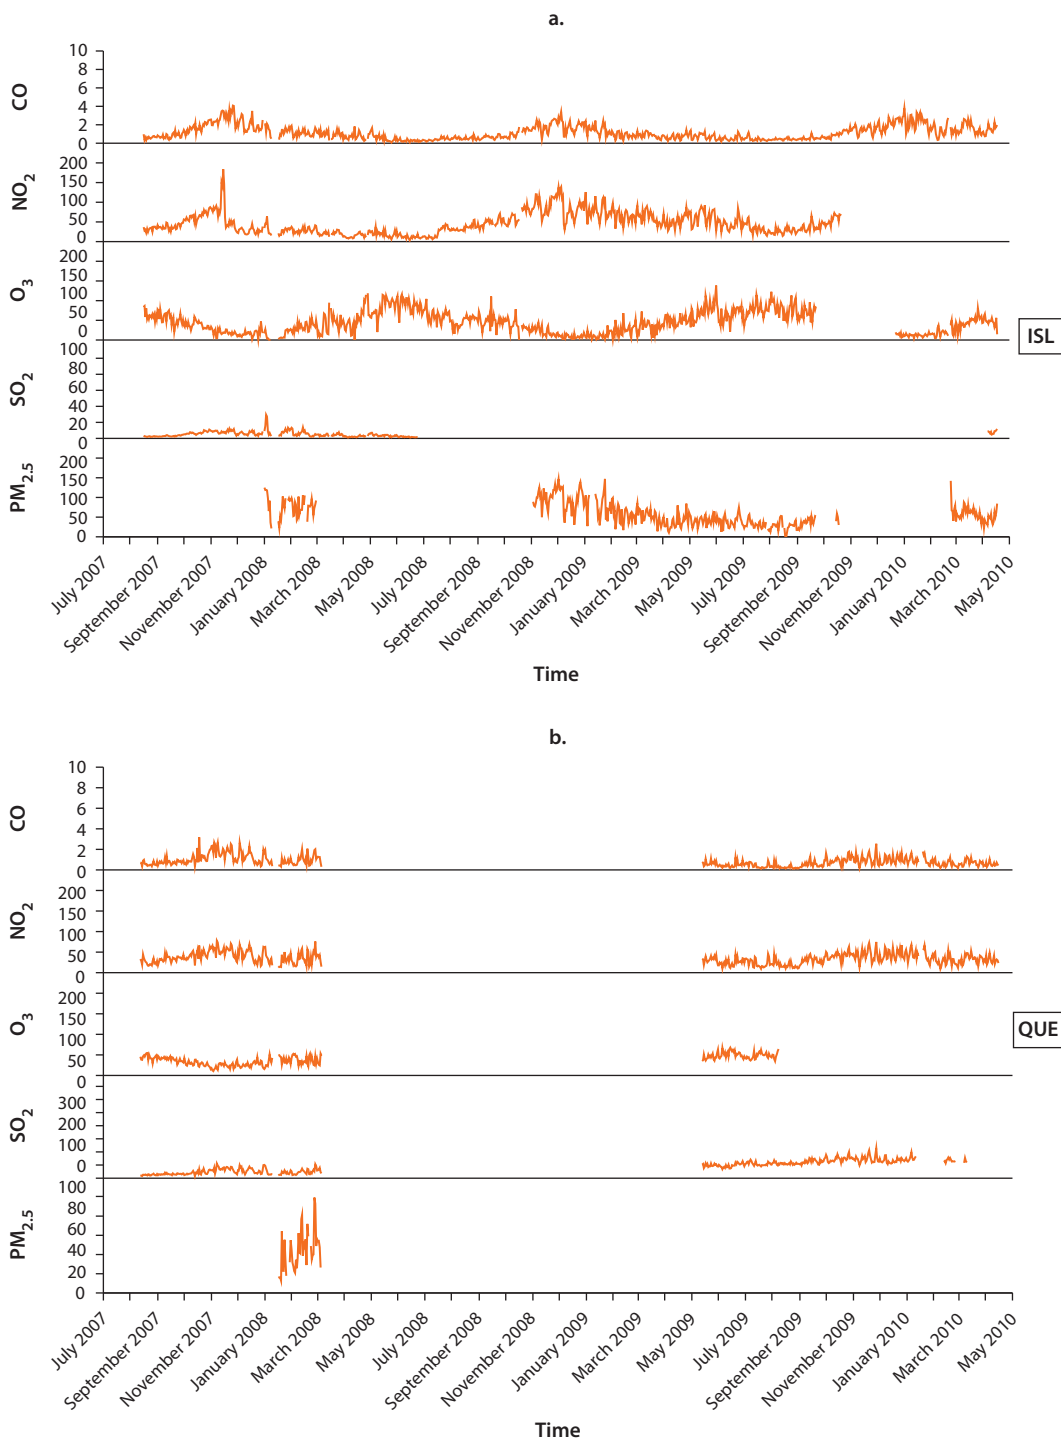 a.
CO
10
8
6
4
2
0
NO2
200
150
100
50
0
O3
200
150
100
50
0
SO2
100
80
60
40
20
0
PM2.5
200
150
100
50
0
ISL
July 2007
September 2007
November 2007
January 2008
March 2008
May 2008
July 2008
September 2008
November 2008
January 2009
March 2009
May 2009
July 2009
September 2009
November 2009
January 2010
March 2010
May 2010
Time
b.
CO
10
8
6
4
2
0
NO2
200
150
100
50
0
O3
200
150
100
50
0
SO2
300
200
100
0
PM2.5
100
80
60
40
20
0
QUE
July 2007
September 2007
November 2007
January 2008
March 2008
May 2008
July 2008
September 2008
November 2008
January 2009
March 2009
May 2009
July 2009
September 2009
November 2009
January 2010
March 2010
May 2010
Time